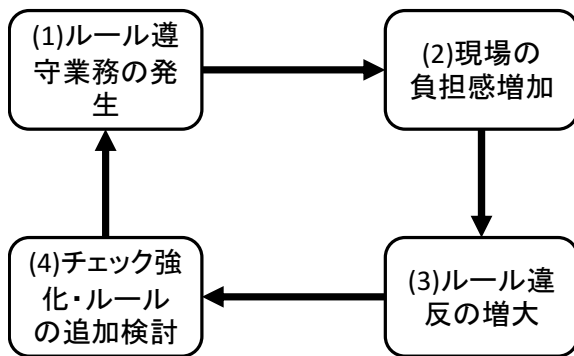 (1)ルール遵
守業務の発
生
(2)現場の
負担感増加
(4)チェック強
化・ルール
の追加検討
(3)ルール違
反の増大